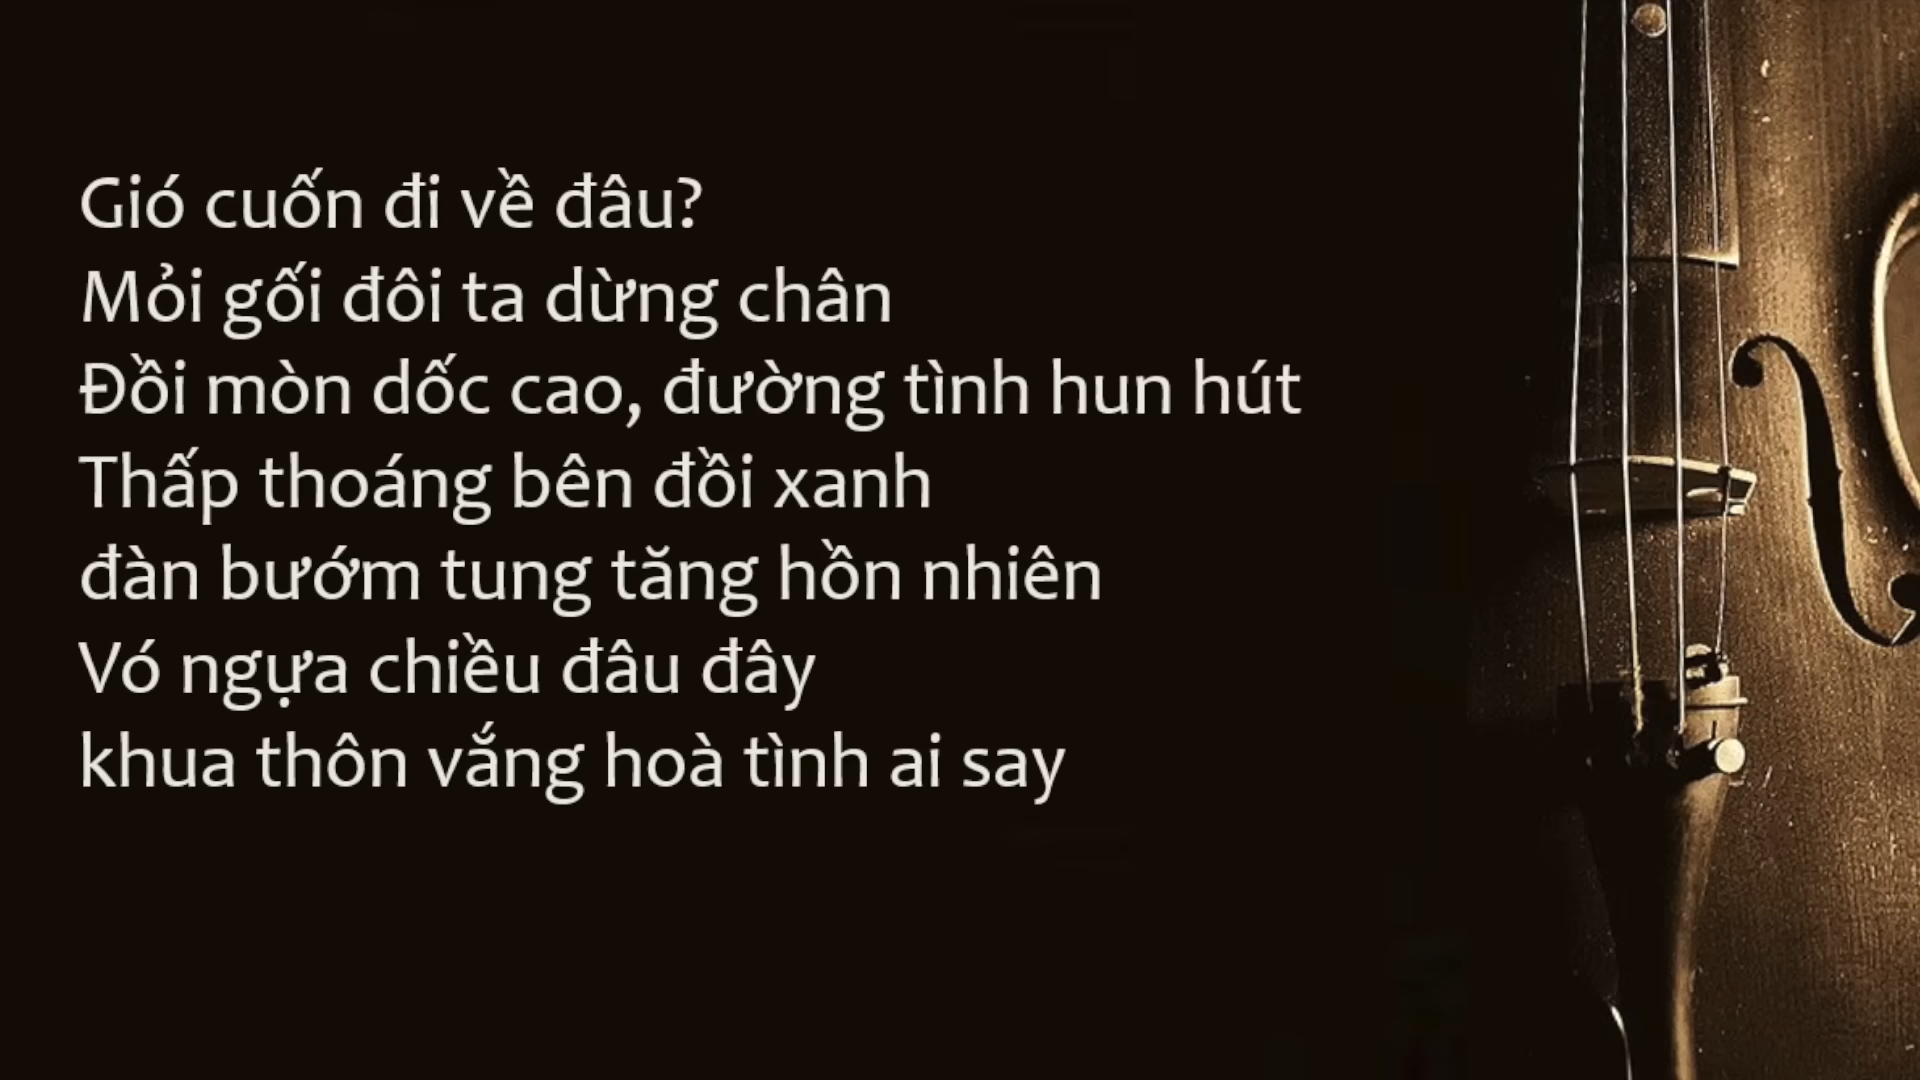 Gió cuốn đi về đâu?
Mỏi gối đôi ta dừng chân
Đồi mòn dốc cao, đường tình hun hút
Thấp thoáng bên đồi xanh
đàn bướm tung tăng hồn nhiên
Vó ngựa chiều đâu đây
khua thôn vắng hoà tình ai say